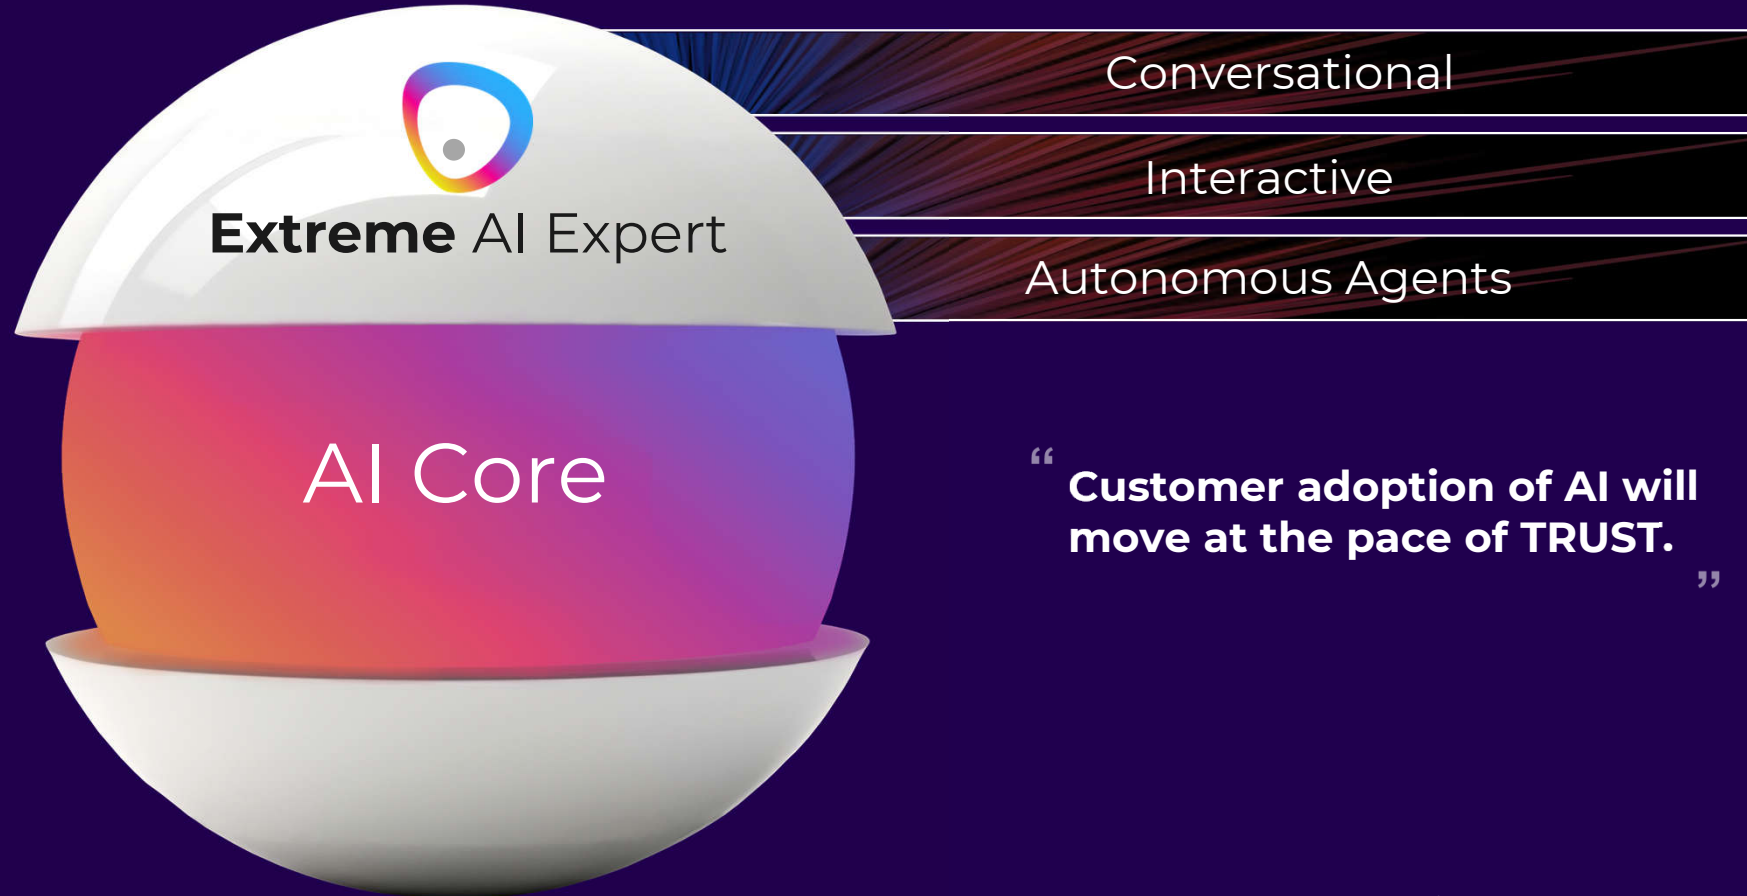 Extreme AI Expert
AI Core
Conversational
Interactive
Autonomous Agents
“
Customer adoption of AI will
move at the pace of TRUST.
”